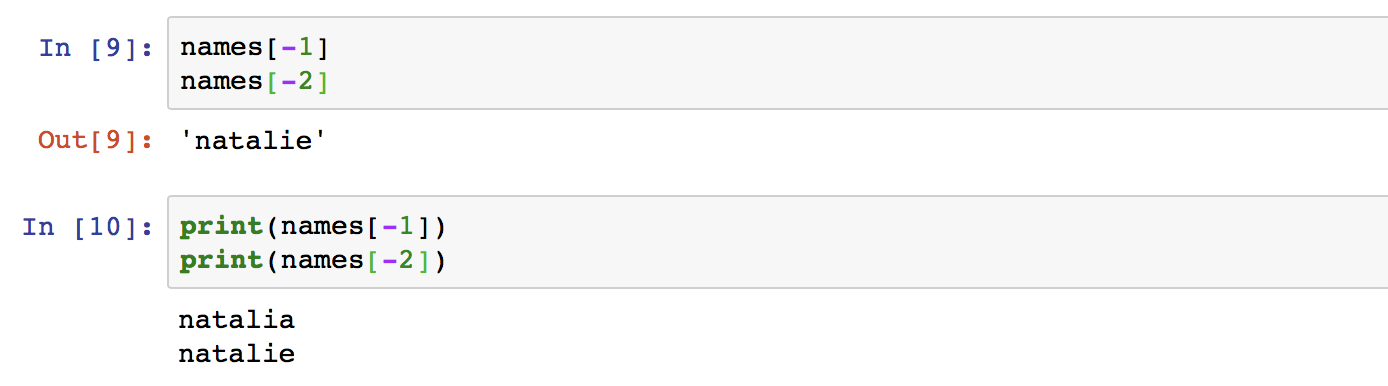 In [9]: names[-1]
names[-2]
Out[9]: 'natalie'
In [10]: print(names[-1])
print(names[-2])
natalia
natalie